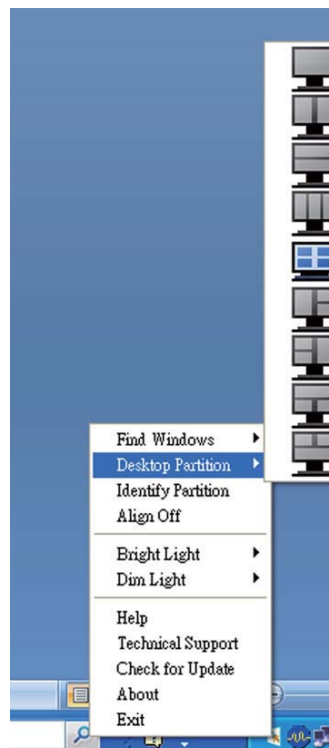 Find Windows
Desktop Partition
Identify Partition
Align Off
Bright Light
Dim Light
Help
Technical Support
Check for Update
About
Exit